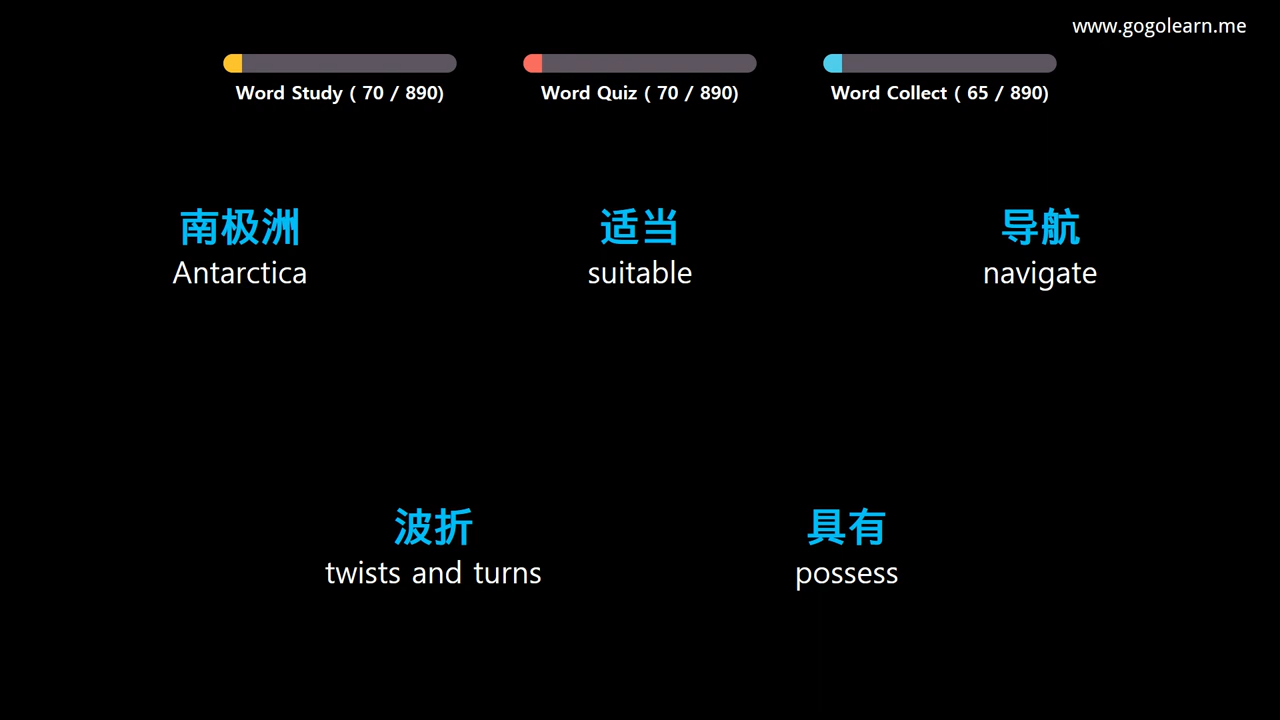 www.gogolearn.me
Word Study ( 70 / 890)
Word Quiz ( 70 / 890)
Word Collect ( 65 / 890)
南极洲
Antarctica
适当
suitable
导航
navigate
波折
twists and turns
具有
possess